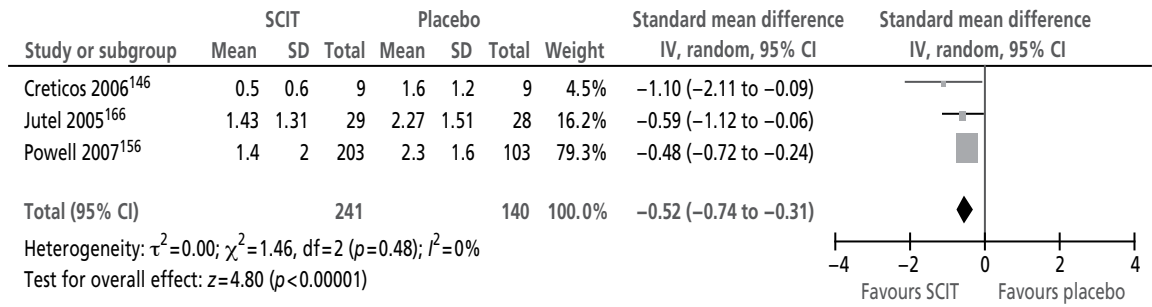 SCIT Placebo Standard mean difference Standard mean difference
Study or subgroup Mean SD Total Mean SD Total Weight IV, random, 95% CI IV, random, 95% CI
Creticos 2006¹⁴⁶ 0.5 0.6 9 1.6 1.2 9 4.5% −1.10 (−2.11 to −0.09)
Jutel 2005¹⁶⁶ 1.43 1.31 29 2.27 1.51 28 16.2% −0.59 (−1.12 to −0.06)
Powell 2007¹⁵⁶ 1.4 2 203 2.3 1.6 103 79.3% −0.48 (−0.72 to −0.24)
Total (95% CI) 241 140 100.0% −0.52 (−0.74 to −0.31)
Heterogeneity: τ²=0.00; χ²=1.46, df=2 (p=0.48); I²=0%
Test for overall effect: z=4.80 (p<0.00001)
−4 −2 0 2 4
Favours SCIT Favours placebo